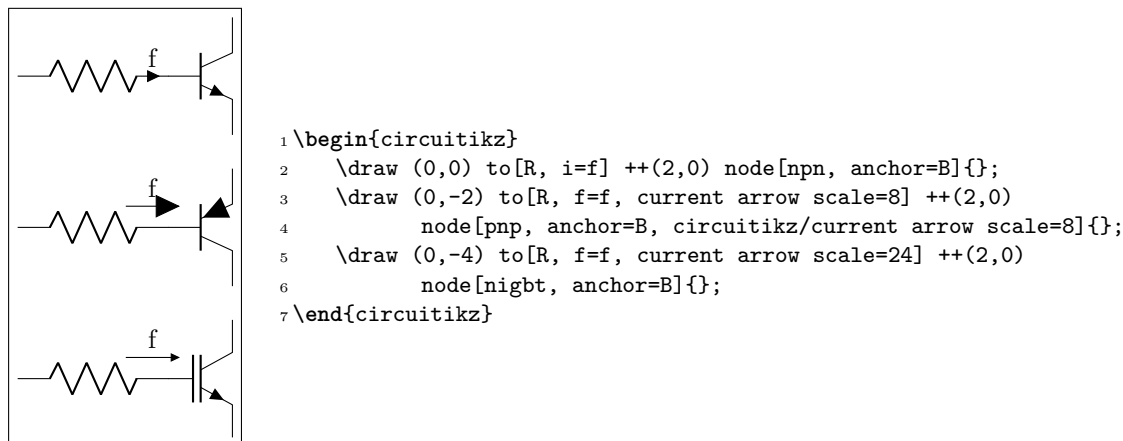 f
f
f
1 \begin{circuitikz}
2     \draw (0,0) to[R, i=f] ++(2,0) node[npn, anchor=B]{};
3     \draw (0,-2) to[R, f=f, current arrow scale=8] ++(2,0)
4            node[pnp, anchor=B, circuitikz/current arrow scale=8]{};
5     \draw (0,-4) to[R, f=f, current arrow scale=24] ++(2,0)
6            node[nigbt, anchor=B]{};
7 \end{circuitikz}